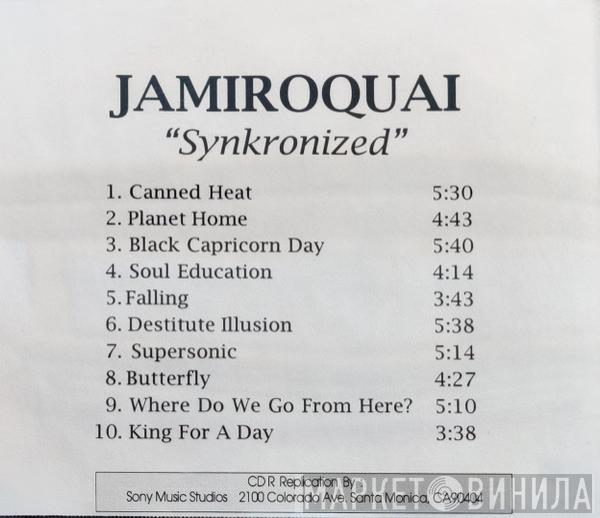 JAMIROQUAI
“Synkronized”
1. Canned Heat 5:30
2. Planet Home 4:43
3. Black Capricorn Day 5:40
4. Soul Education 4:14
5. Falling 3:43
6. Destitute Illusion 5:38
7. Supersonic 5:14
8. Butterfly 4:27
9. Where Do We Go From Here? 5:10
10. King For A Day 3:38
CD R Replication By :
Sony Music Studios 2100 Colorado Ave. Santa Monica, CA90404
МАРКЕТ ВИНИЛА